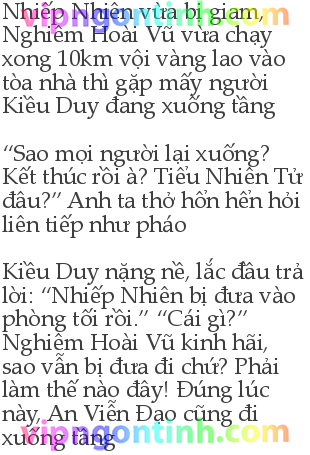 Nhiếp Nhiên vừa bị giam,
Nghiêm Hoài Vũ vừa chạy
xong 10km vội vàng lao vào
tòa nhà thì gặp mấy người
Kiều Duy đang xuống tầng
“Sao mọi người lại xuống?
Kết thúc rồi à? Tiểu Nhiên Tử
đâu?” Anh ta thở hổn hển hỏi
liên tiếp như pháo
Kiều Duy nặng nề, lắc đầu trả
lời: “Nhiếp Nhiên bị đưa vào
phòng tối rồi.” “Cái gì?”
Nghiêm Hoài Vũ kinh hãi,
sao vẫn bị đưa đi chứ? Phải
làm thế nào đây! Đúng lúc
này, An Viễn Đạo cũng đi
xuống tầng
vipngontinh.com